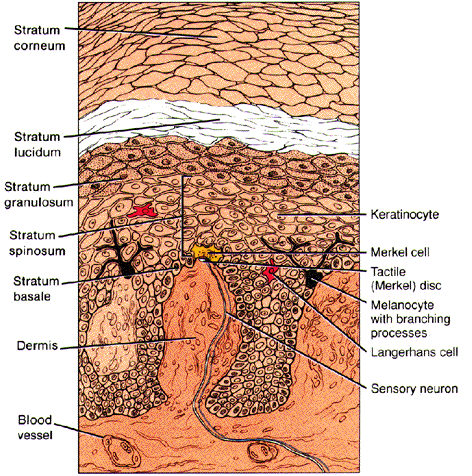 Stratum
corneum
Stratum
lucidum
Stratum
granulosum
Stratum
spinosum
Stratum
basale
Dermis
Blood
vessel
Keratinocyte
Merkel cell
Tactile
(Merkel) disc
Melanocyte
with branching
processes
Langerhans cell
Sensory neuron